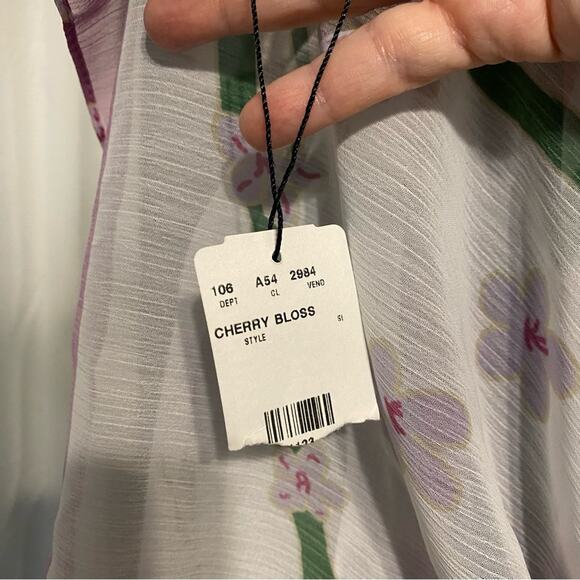 106 A54 2984
DEPT CL VEND
CHERRY BLOSS SI
STYLE